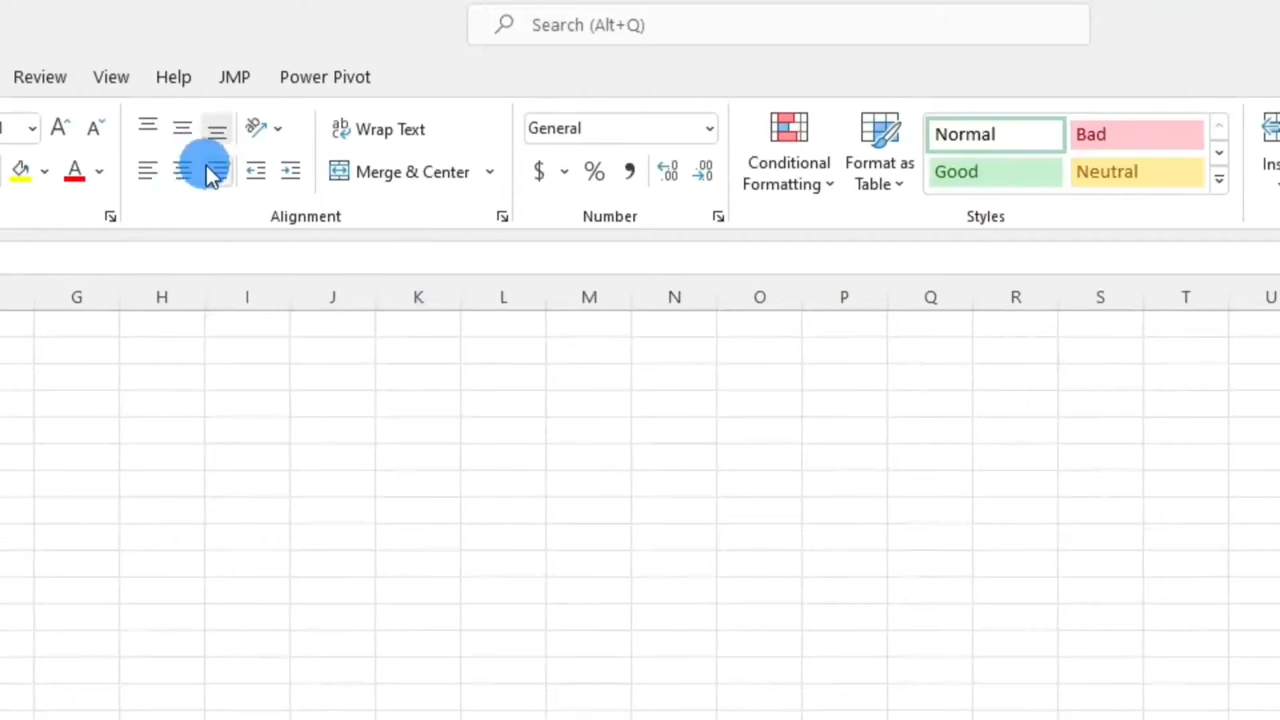 Search (Alt+Q)
Review View Help JMP Power Pivot
Wrap Text
Merge & Center
General
$ % ,
Conditional Formatting
Format as Table
Normal Bad
Good Neutral
Ins
Alignment Number Styles
G H I J K L M N O P Q R S T U